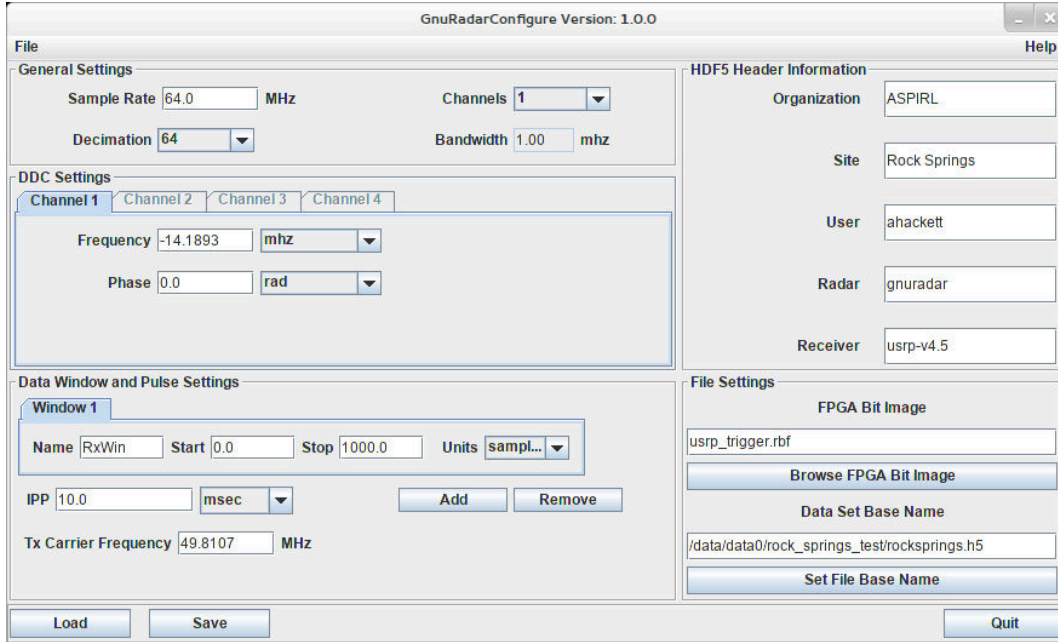 GnuRadarConfigure Version: 1.0.0
File Help
General Settings
Sample Rate 64.0 MHz Channels 1
Decimation 64 Bandwidth 1.00 mhz
DDC Settings
Channel 1 Channel 2 Channel 3 Channel 4
Frequency -14.1893 mhz
Phase 0.0 rad
Data Window and Pulse Settings
Window 1
Name RxWin Start 0.0 Stop 1000.0 Units sampl...
IPP 10.0 msec Add Remove
Tx Carrier Frequency 49.8107 MHz
HDF5 Header Information
Organization ASPIRL
Site Rock Springs
User ahackett
Radar gnuradar
Receiver usrp-v4.5
File Settings
FPGA Bit Image
usrp_trigger.rbf
Browse FPGA Bit Image
Data Set Base Name
/data/data0/rock_springs_test/rocksprings.h5
Set File Base Name
Load Save Quit